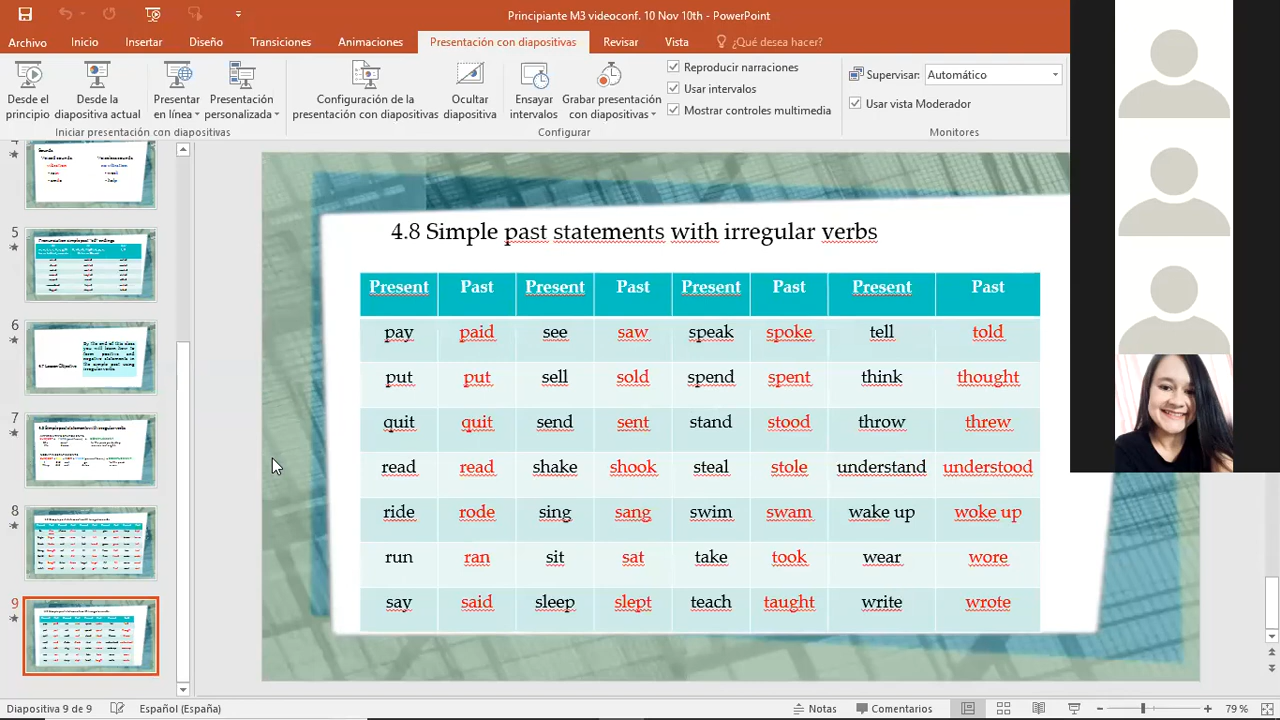 Principiante M3 videoconf. 10 Nov 10th - PowerPoint
Archivo Inicio Insertar Diseño Transiciones Animaciones Presentación con diapositivas Revisar Vista ¿Qué desea hacer?
Desde el principio
Desde la diapositiva actual
Presentar en línea
Presentación personalizada
Iniciar presentación con diapositivas
Configuración de la presentación con diapositivas
Ocultar diapositiva
Ensayar intervalos
Grabar presentación con diapositivas
Reproducir narraciones
Usar intervalos
Mostrar controles multimedia
Configurar
Supervisar: Automático
Usar vista Moderador
Monitores
5
6
7
8
9
4.8 Simple past statements with irregular verbs
Present Past Present Past Present Past Present Past
pay paid see saw speak spoke tell told
put put sell sold spend spent think thought
quit quit send sent stand stood throw threw
read read shake shook steal stole understand understood
ride rode sing sang swim swam wake up woke up
run ran sit sat take took wear wore
say said sleep slept teach taught write wrote
Diapositiva 9 de 9 Español (España) Notas Comentarios 79 %